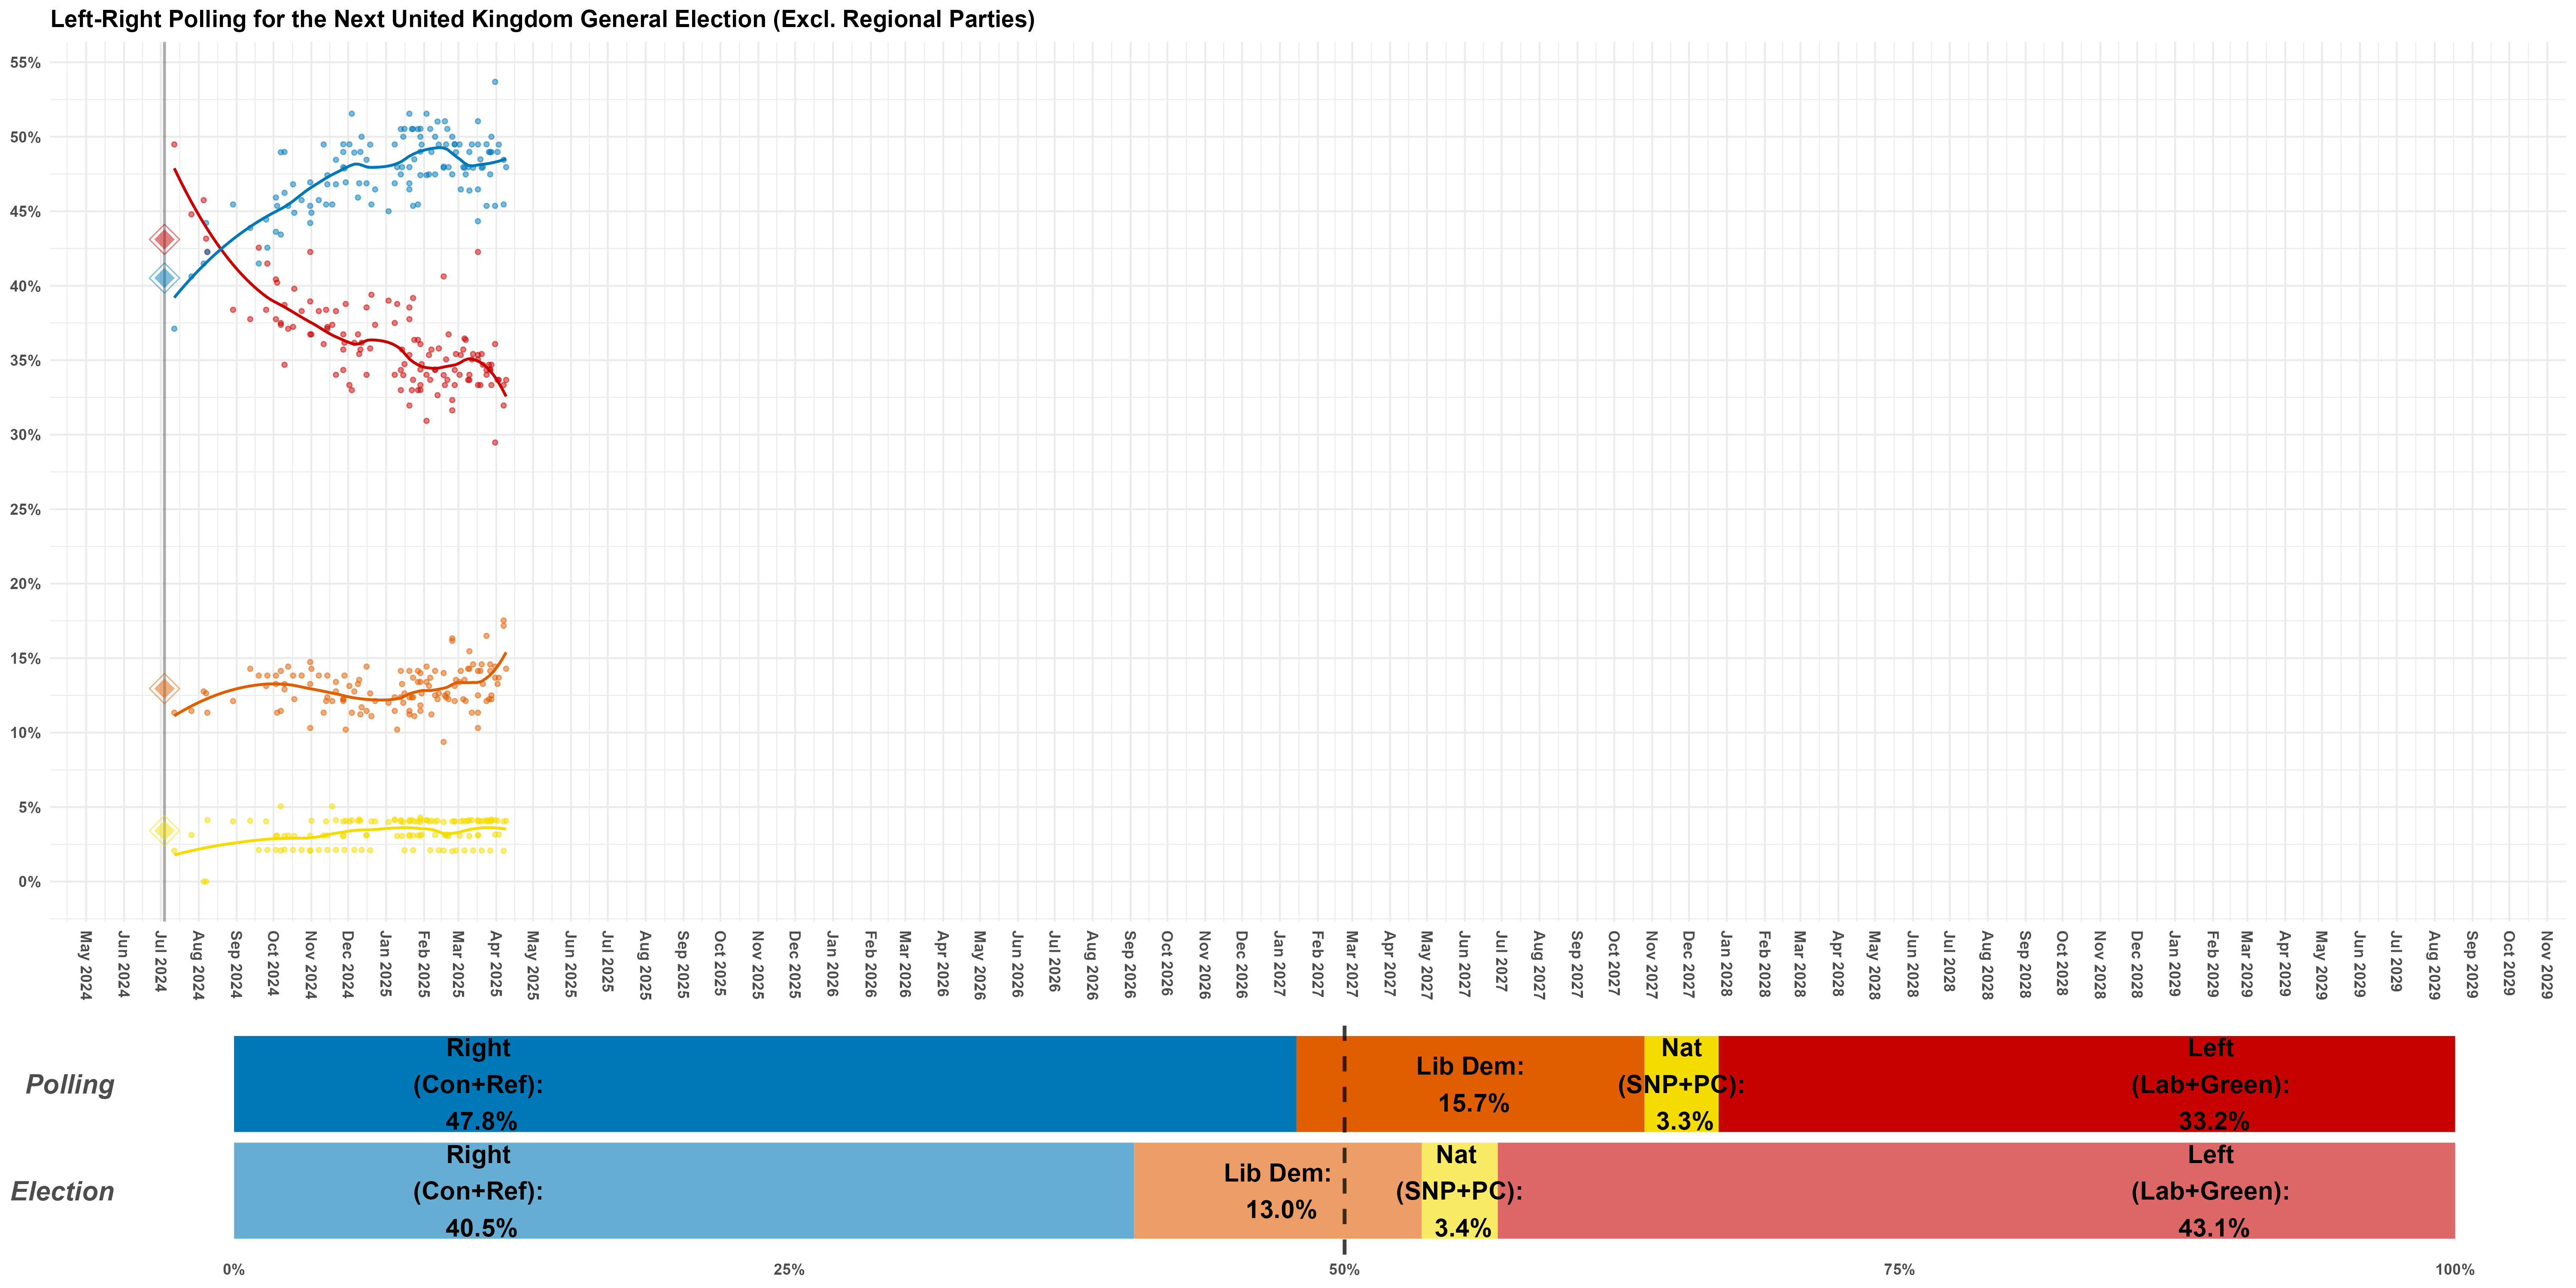 Left-Right Polling for the Next United Kingdom General Election (Excl. Regional Parties)
55%
50%
45%
40%
35%
30%
25%
20%
15%
10%
5%
0%
May 2024
Jun 2024
Jul 2024
Aug 2024
Sep 2024
Oct 2024
Nov 2024
Dec 2024
Jan 2025
Feb 2025
Mar 2025
Apr 2025
May 2025
Jun 2025
Jul 2025
Aug 2025
Sep 2025
Oct 2025
Nov 2025
Dec 2025
Jan 2026
Feb 2026
Mar 2026
Apr 2026
May 2026
Jun 2026
Jul 2026
Aug 2026
Sep 2026
Oct 2026
Nov 2026
Dec 2026
Jan 2027
Feb 2027
Mar 2027
Apr 2027
May 2027
Jun 2027
Jul 2027
Aug 2027
Sep 2027
Oct 2027
Nov 2027
Dec 2027
Jan 2028
Feb 2028
Mar 2028
Apr 2028
May 2028
Jun 2028
Jul 2028
Aug 2028
Sep 2028
Oct 2028
Nov 2028
Dec 2028
Jan 2029
Feb 2029
Mar 2029
Apr 2029
May 2029
Jun 2029
Jul 2029
Aug 2029
Sep 2029
Oct 2029
Nov 2029
Polling
Right
(Con+Ref):
47.8%
Lib Dem:
15.7%
Nat
(SNP+PC):
3.3%
Left
(Lab+Green):
33.2%
Election
Right
(Con+Ref):
40.5%
Lib Dem:
13.0%
Nat
(SNP+PC):
3.4%
Left
(Lab+Green):
43.1%
0%
25%
50%
75%
100%